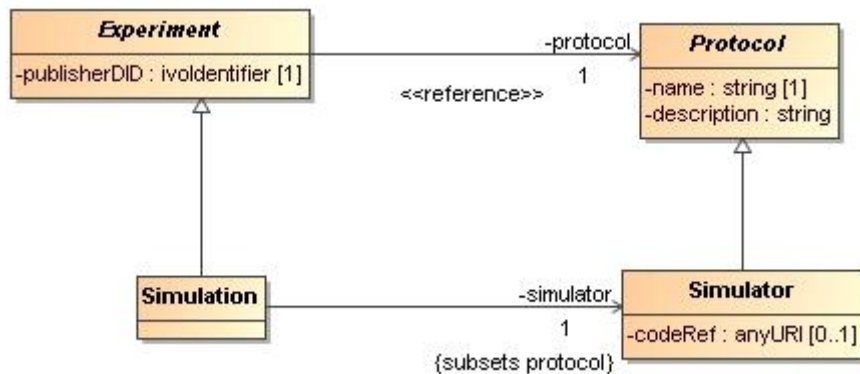 Experiment
-publisherDID : ivoIdentifier [1]
-protocol
1
<<reference>>
Protocol
-name : string [1]
-description : string
Simulation
-simulator
1
{subsets protocol}
Simulator
-codeRef : anyURI [0..1]